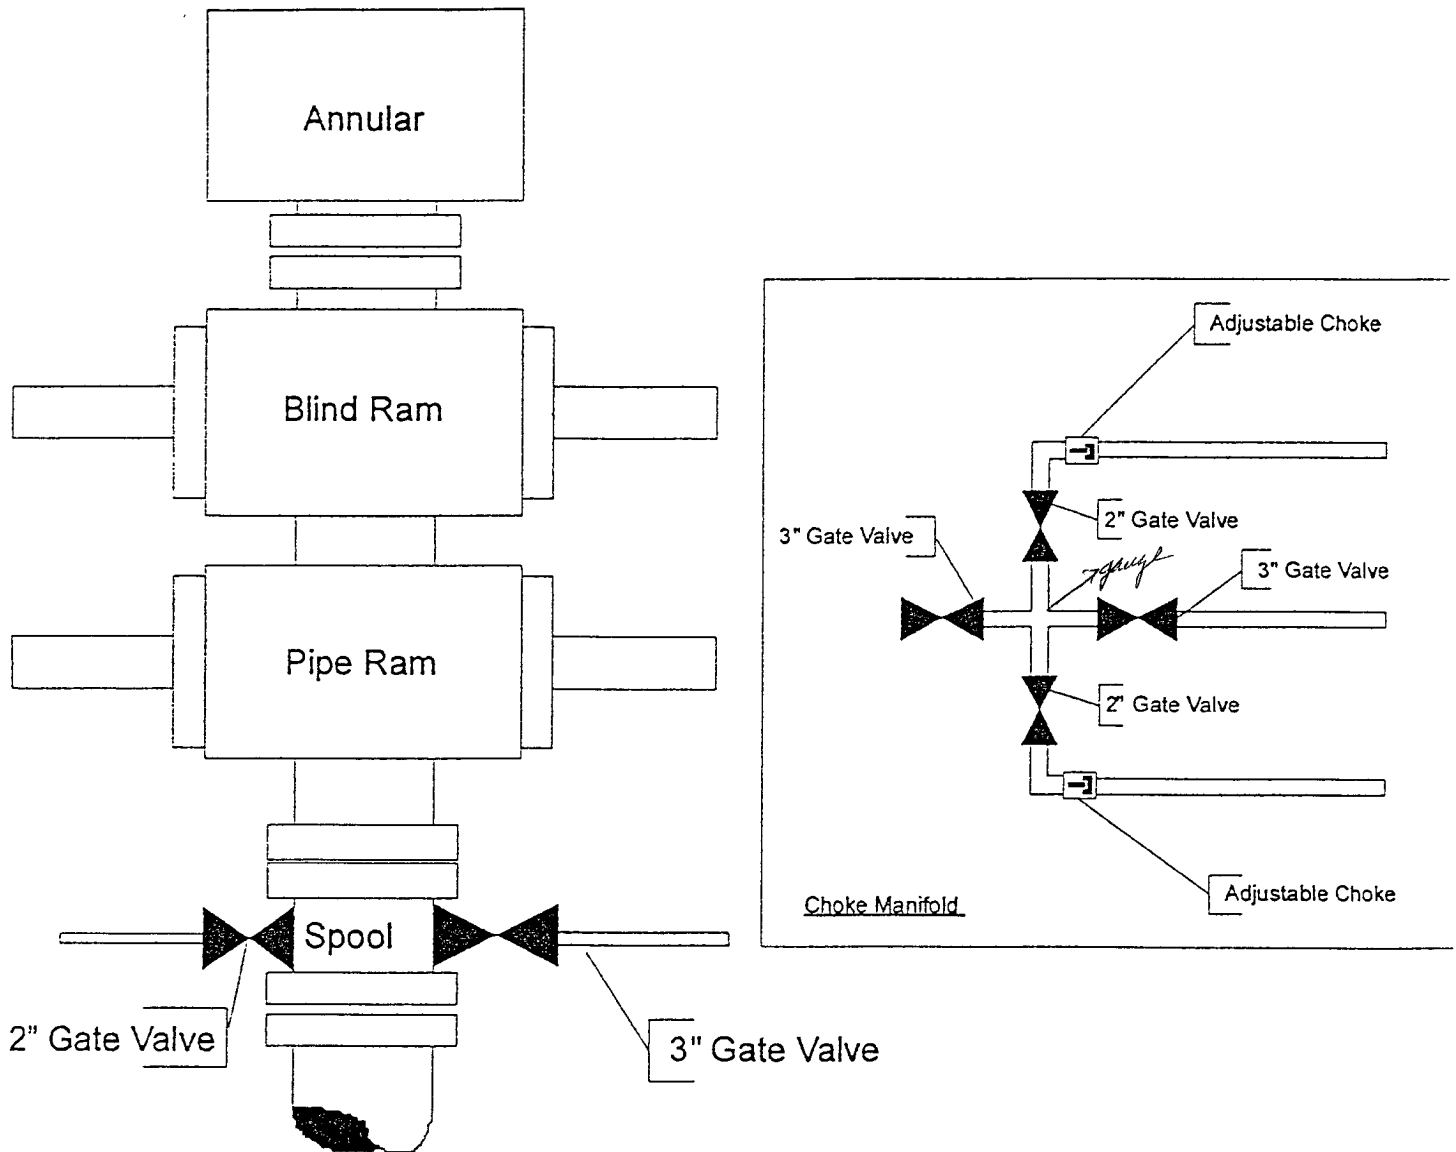 Annular
Blind Ram
Pipe Ram
Spool
2" Gate Valve
3" Gate Valve
Adjustable Choke
2" Gate Valve
3" Gate Valve
gauge
3" Gate Valve
2" Gate Valve
Adjustable Choke
Choke Manifold